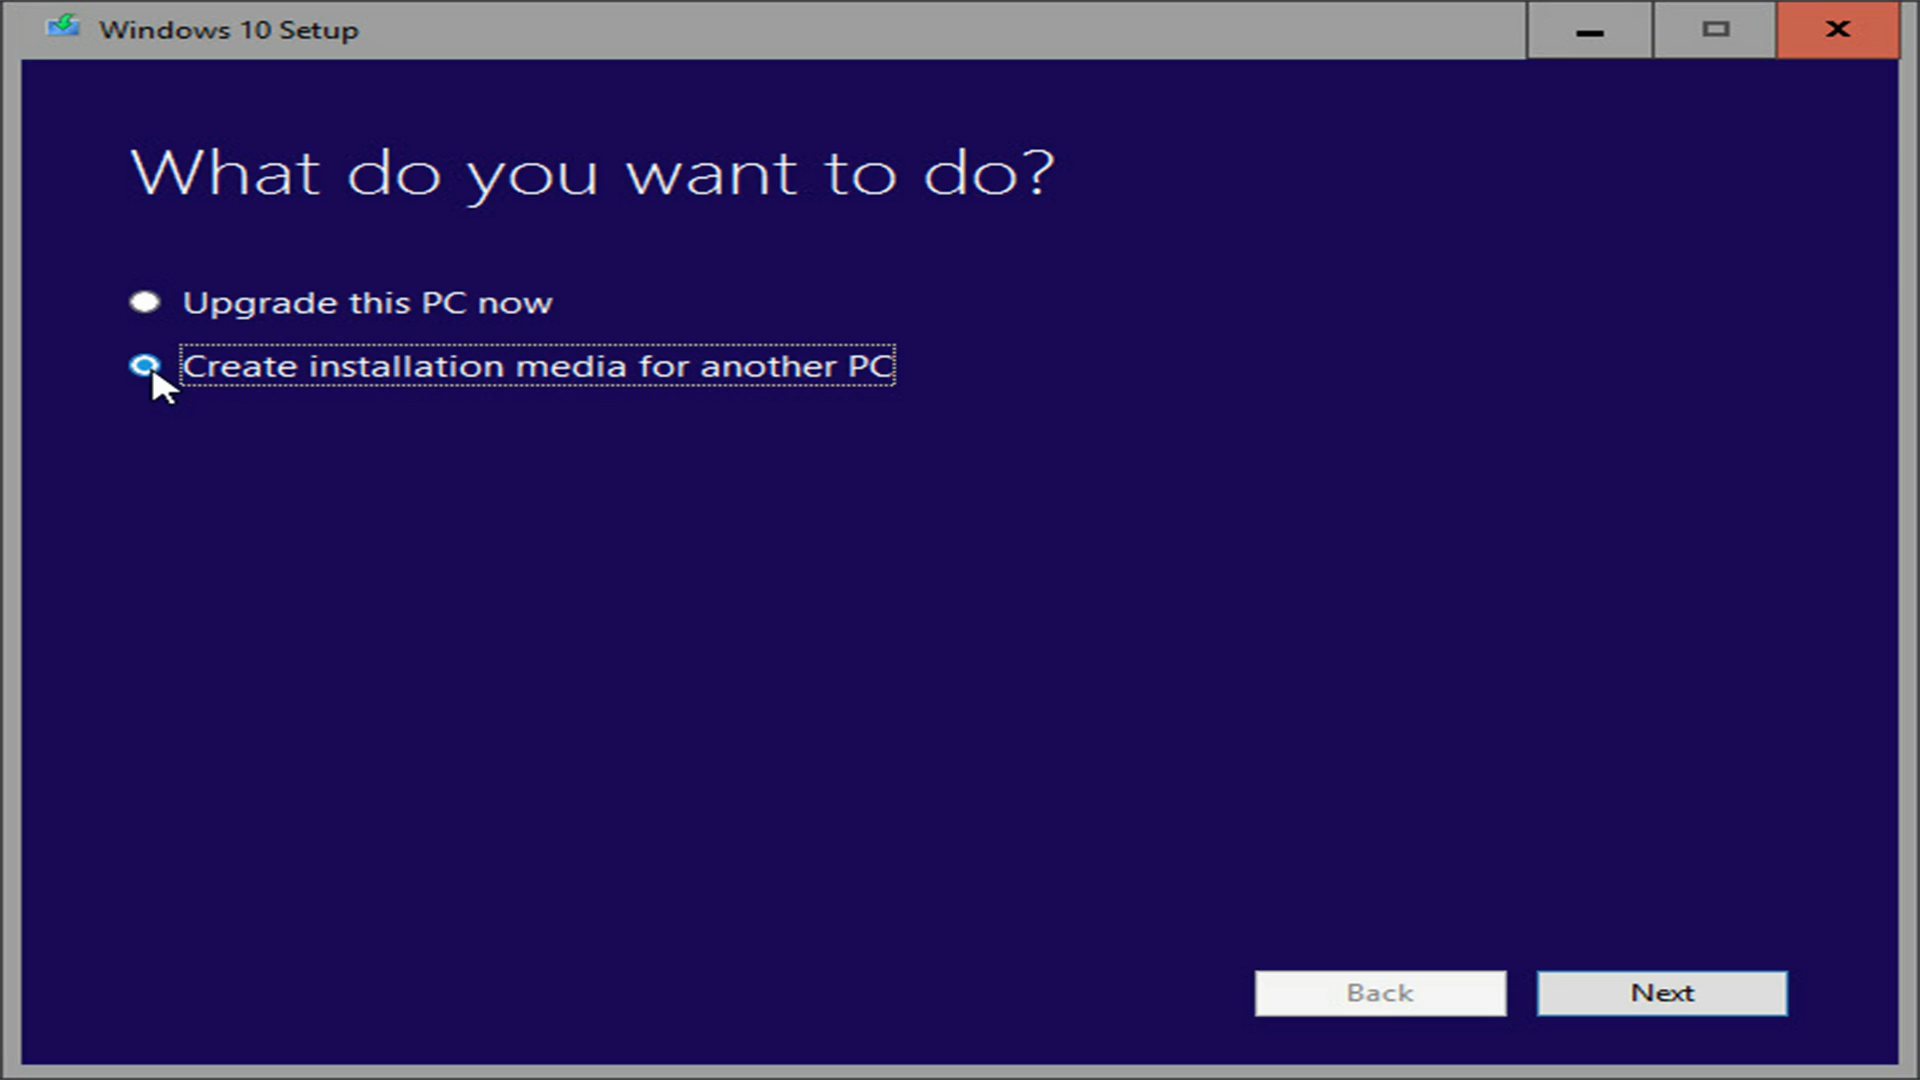 Windows 10 Setup
What do you want to do?
Upgrade this PC now
Create installation media for another PC
Back
Next